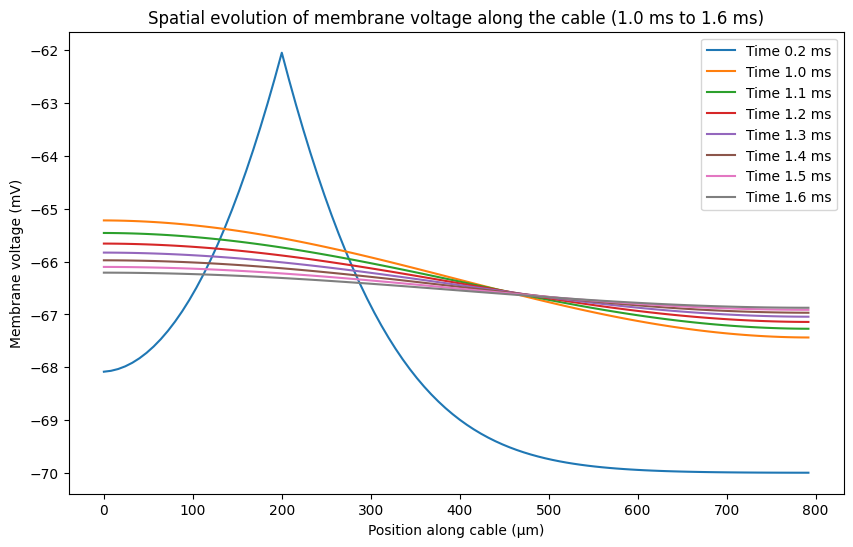 Spatial evolution of membrane voltage along the cable (1.0 ms to 1.6 ms)
Time 0.2 ms
Time 1.0 ms
Time 1.1 ms
Time 1.2 ms
Time 1.3 ms
Time 1.4 ms
Time 1.5 ms
Time 1.6 ms
Membrane voltage (mV)
−62
−63
−64
−65
−66
−67
−68
−69
−70
0 100 200 300 400 500 600 700 800
Position along cable (μm)